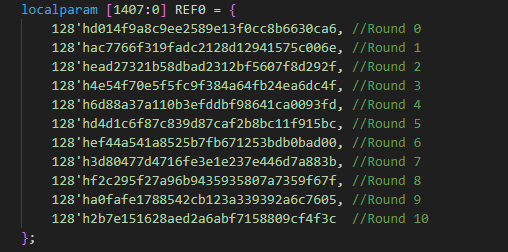 localparam [1407:0] REF0 = {
128'hd014f9a8c9ee2589e13f0cc8b6630ca6, //Round 0
128'hac7766f319fadc2128d12941575c006e, //Round 1
128'head27321b58dbad2312bf5607f8d292f, //Round 2
128'h4e54f70e5f5fc9f384a64fb24ea6dc4f, //Round 3
128'h6d88a37a110b3efddbf98641ca0093fd, //Round 4
128'hd4d1c6f87c839d87caf2b8bc11f915bc, //Round 5
128'hef44a541a8525b7fb671253bdb0bad00, //Round 6
128'h3d80477d4716fe3e1e237e446d7a883b, //Round 7
128'hf2c295f27a96b9435935807a7359f67f, //Round 8
128'ha0fafe1788542cb123a339392a6c7605, //Round 9
128'h2b7e151628aed2a6abf7158809cf4f3c //Round 10
};